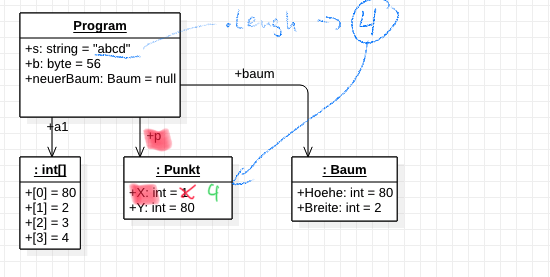 Program
.Lengh → 4
+s: string = "abcd"
+b: byte = 56
+neuerBaum: Baum = null
+baum
+a1
+p
: int[]
+[0] = 80
+[1] = 2
+[2] = 3
+[3] = 4
: Punkt
+X: int = 1 4
+Y: int = 80
: Baum
+Hoehe: int = 80
+Breite: int = 2